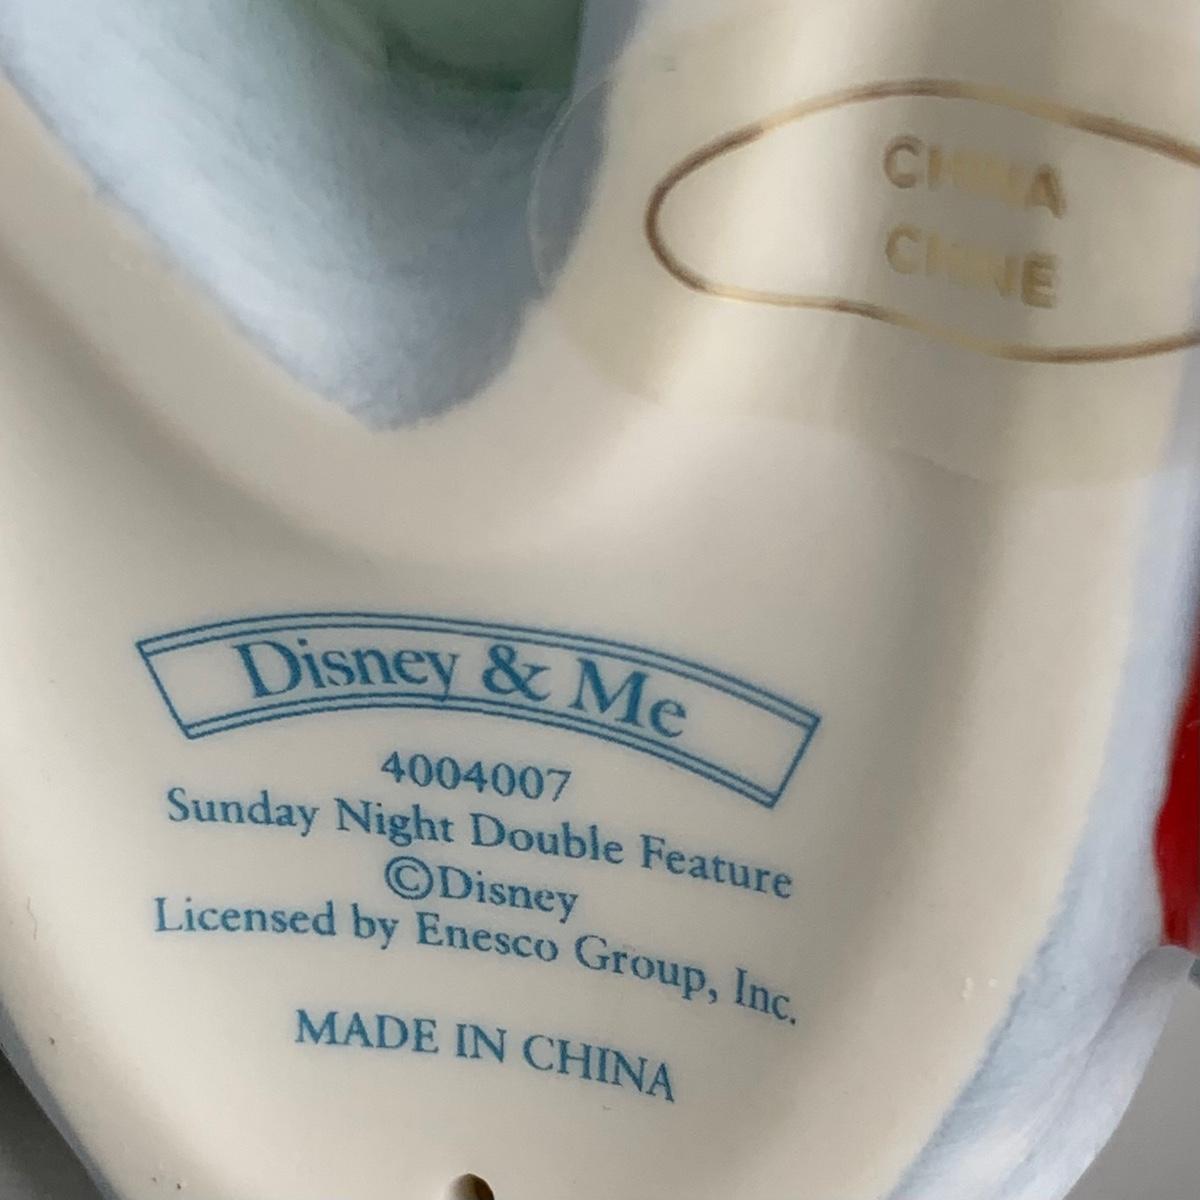 CHINA
CHINE
Disney & Me
4004007
Sunday Night Double Feature
©Disney
Licensed by Enesco Group, Inc.
MADE IN CHINA